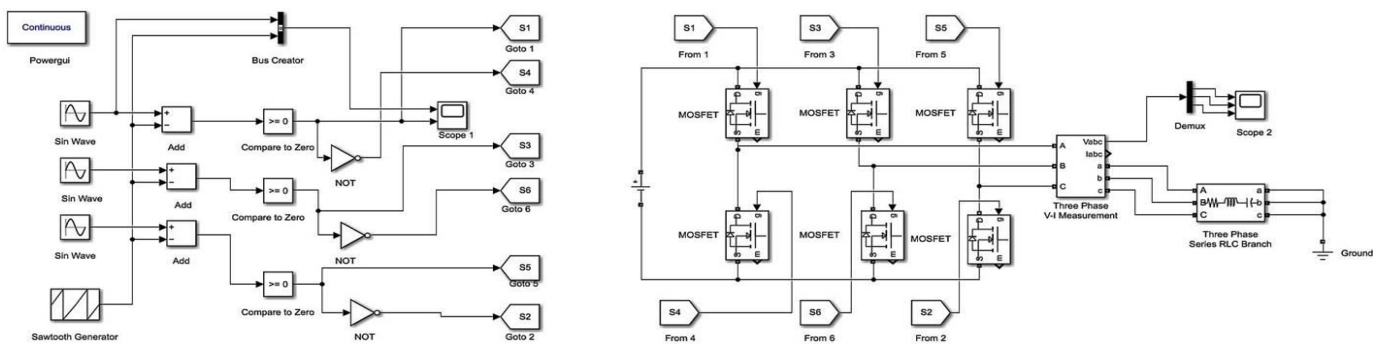 Continuous
Powergui
Bus Creator
S1
Goto 1
S4
Goto 4
Sin Wave
+
−
Add
>= 0
Compare to Zero
Scope 1
NOT
S3
Goto 3
Sin Wave
+
−
Add
>= 0
Compare to Zero
S6
Goto 6
NOT
Sin Wave
+
−
Add
>= 0
Compare to Zero
S5
Goto 5
S2
Goto 2
NOT
Sawtooth Generator
S1
From 1
S3
From 3
S5
From 5
MOSFET
D
g
S
m
MOSFET
D
g
S
m
MOSFET
D
g
S
m
+
A
B
C
Vabc
Iabc
a
b
c
Three Phase
V-I Measurement
Demux
Scope 2
A
B
C
a
b
c
Three Phase
Series RLC Branch
Ground
MOSFET
D
g
S
m
MOSFET
D
g
S
m
MOSFET
D
g
S
m
S4
From 4
S6
From 6
S2
From 2